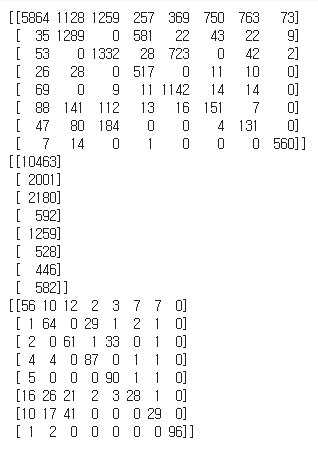 [[5864 1128 1259 257 369 750 763 73]
[ 35 1289 0 581 22 43 22 9]
[ 53 0 1332 28 723 0 42 2]
[ 26 28 0 517 0 11 10 0]
[ 69 0 9 11 1142 14 14 0]
[ 88 141 112 13 16 151 7 0]
[ 47 80 184 0 0 4 131 0]
[ 7 14 0 1 0 0 0 560]]
[[10463]
[ 2001]
[ 2180]
[ 592]
[ 1259]
[ 528]
[ 446]
[ 582]]
[[56 10 12 2 3 7 7 0]
[ 1 64 0 29 1 2 1 0]
[ 2 0 61 1 33 0 1 0]
[ 4 4 0 87 0 1 1 0]
[ 5 0 0 0 90 1 1 0]
[16 26 21 2 3 28 1 0]
[10 17 41 0 0 0 29 0]
[ 1 2 0 0 0 0 0 96]]